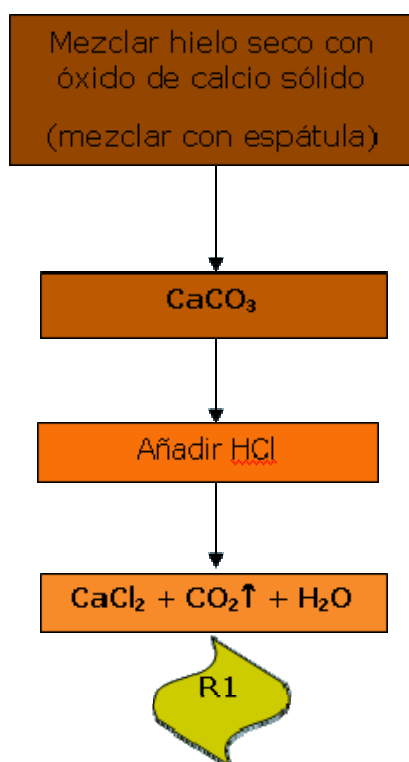 Mezclar hielo seco con
óxido de calcio sólido
(mezclar con espátula)
CaCO₃
Añadir HCl
CaCl₂ + CO₂↑ + H₂O
R1